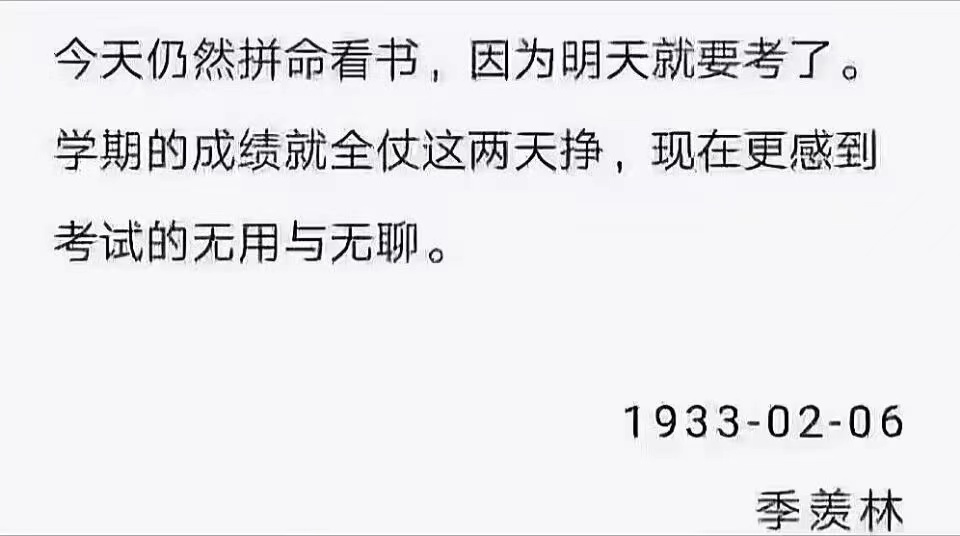 今天仍然拼命看书，因为明天就要考了。
学期的成绩就全仗这两天挣，现在更感到
考试的无用与无聊。
1933-02-06
季羡林